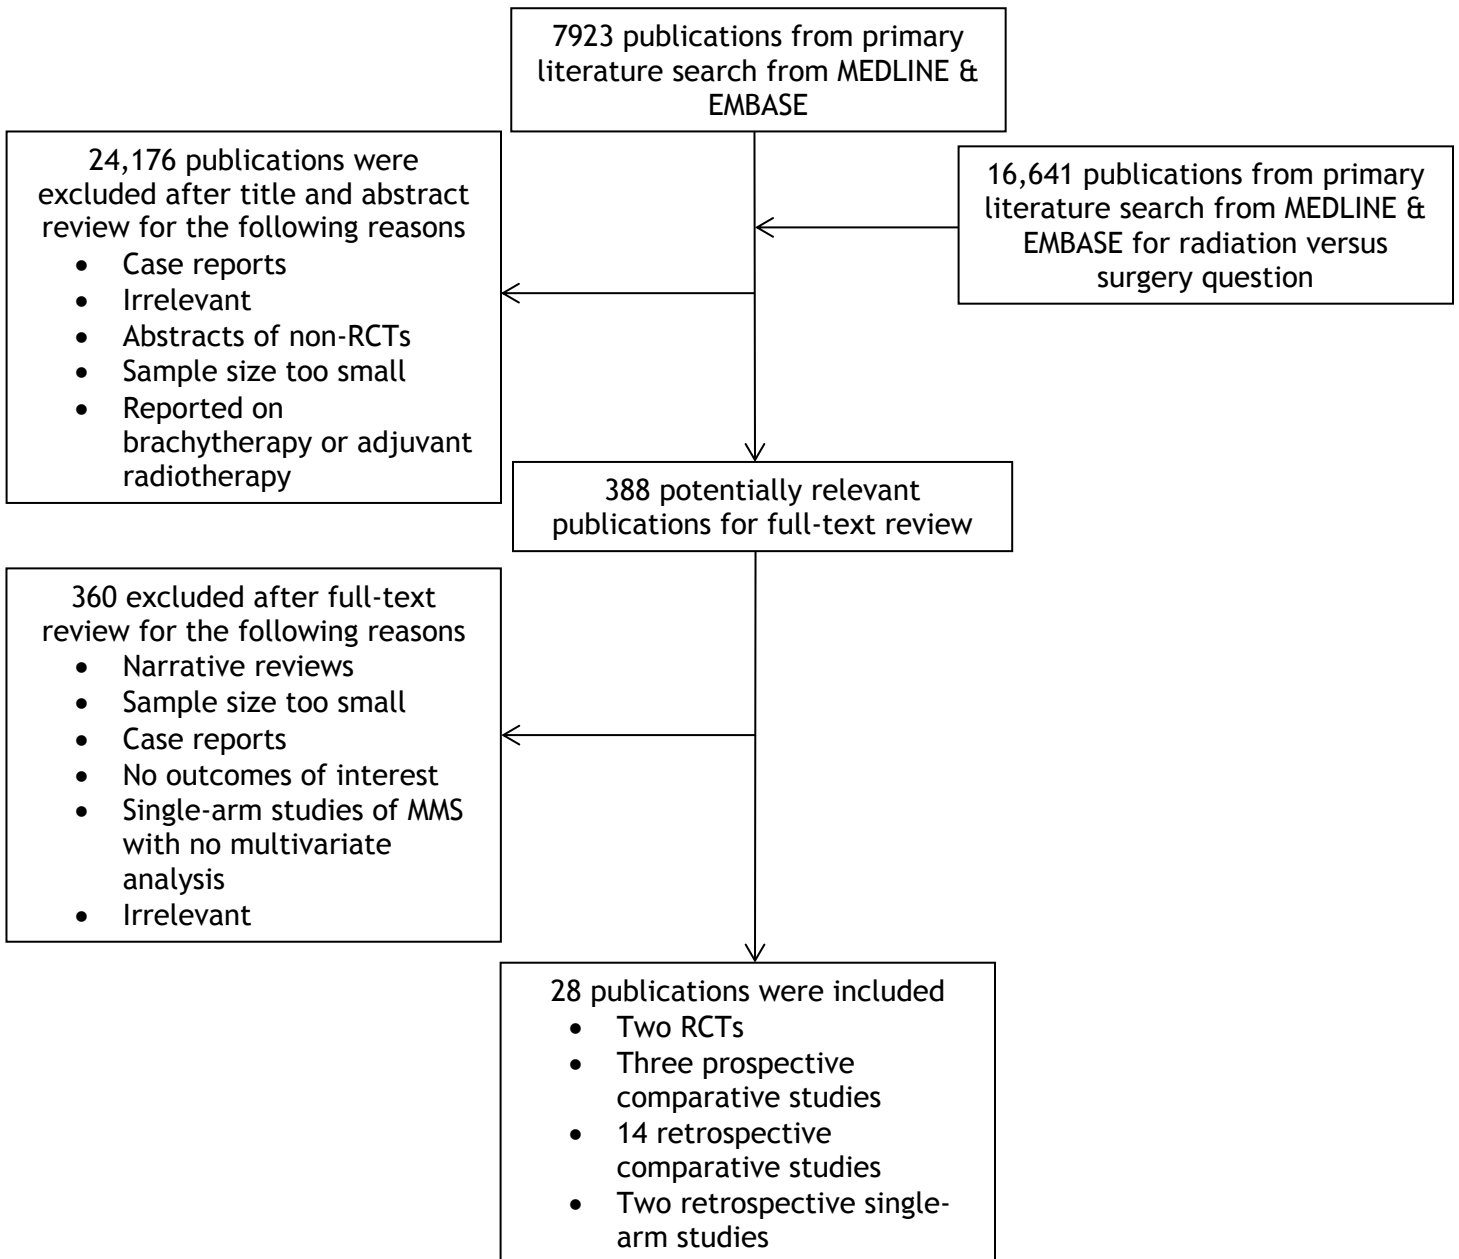 7923 publications from primary
literature search from MEDLINE &
EMBASE
24,176 publications were
excluded after title and abstract
review for the following reasons
• Case reports
• Irrelevant
• Abstracts of non-RCTs
• Sample size too small
• Reported on
brachytherapy or adjuvant
radiotherapy
16,641 publications from primary
literature search from MEDLINE &
EMBASE for radiation versus
surgery question
388 potentially relevant
publications for full-text review
360 excluded after full-text
review for the following reasons
• Narrative reviews
• Sample size too small
• Case reports
• No outcomes of interest
• Single-arm studies of MMS
with no multivariate
analysis
• Irrelevant
28 publications were included
• Two RCTs
• Three prospective
comparative studies
• 14 retrospective
comparative studies
• Two retrospective single-
arm studies